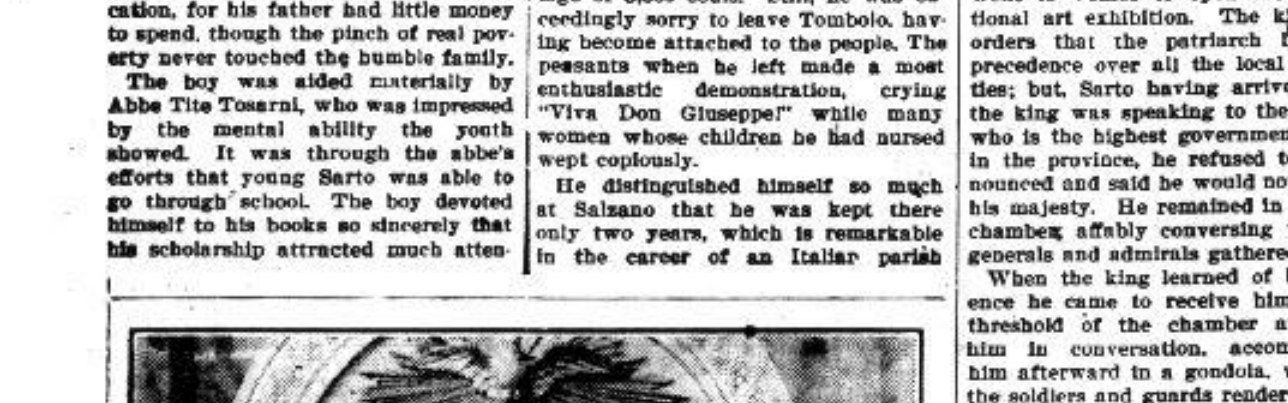 cation, for his father had little money
to spend, though the pinch of real pov-
erty never touched the humble family.
The boy was aided materially by
Abbe Tite Tosarni, who was impressed
by the mental ability the youth
showed. It was through the abbe's
efforts that young Sarto was able to
go through school. The boy devoted
himself to his books so sincerely that
his scholarship attracted much atten-
ceedingly sorry to leave Tombolo, hav-
ing become attached to the people. The
peasants when he left made a most
enthusiastic demonstration, crying
"Viva Don Giuseppe!" while many
women whose children he had nursed
wept copiously.
He distinguished himself so much
at Salzano that he was kept there
only two years, which is remarkable
in the career of an Italiar parish
tional art exhibition. The
orders that the patriarch
precedence over all the local
ties; but, Sarto having arriv
the king was speaking to the
who is the highest governme
in the province, he refused t
nounced and said he would no
his majesty. He remained in
chamber affably conversing
generals and admirals gathere
When the king learned of
ence he came to receive him
threshold of the chamber a
him in conversation, accom
him afterward in a gondola,
the soldiers and guards render